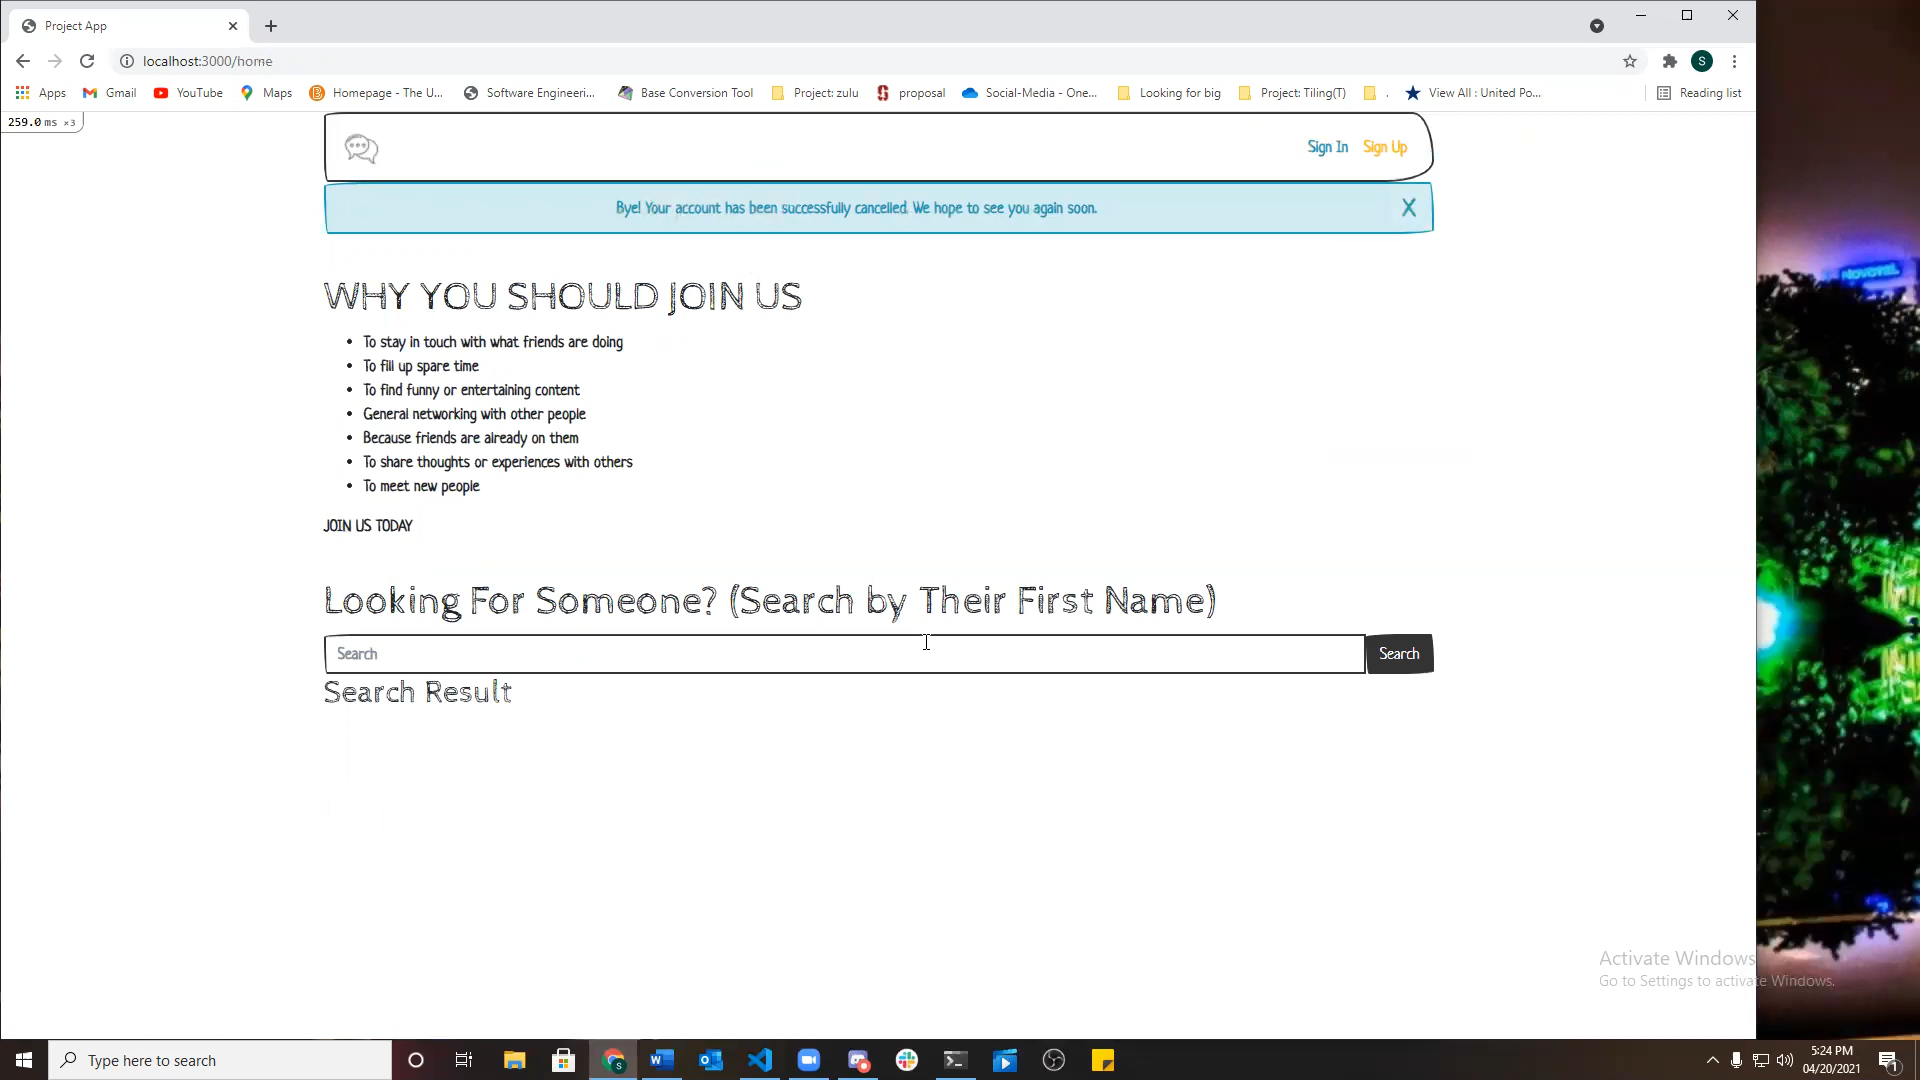 Project App
localhost:3000/home
Apps
Gmail
YouTube
Maps
Homepage - The U...
Software Engineeri...
Base Conversion Tool
Project: zulu
proposal
Social-Media - One...
Looking for big
Project: Tiling(T)
.
View All : United Po...
Reading list
S
259.0 ms ×3
Sign In
Sign Up
Bye! Your account has been successfully cancelled. We hope to see you again soon.
X
WHY YOU SHOULD JOIN US
• To stay in touch with what friends are doing
• To fill up spare time
• To find funny or entertaining content
• General networking with other people
• Because friends are already on them
• To share thoughts or experiences with others
• To meet new people
JOIN US TODAY
Looking For Someone? (Search by Their First Name)
Search
Search
Search Result
NOVOTEL
Activate Windows
Go to Settings to activate Windows.
Type here to search
5:24 PM
04/20/2021
1